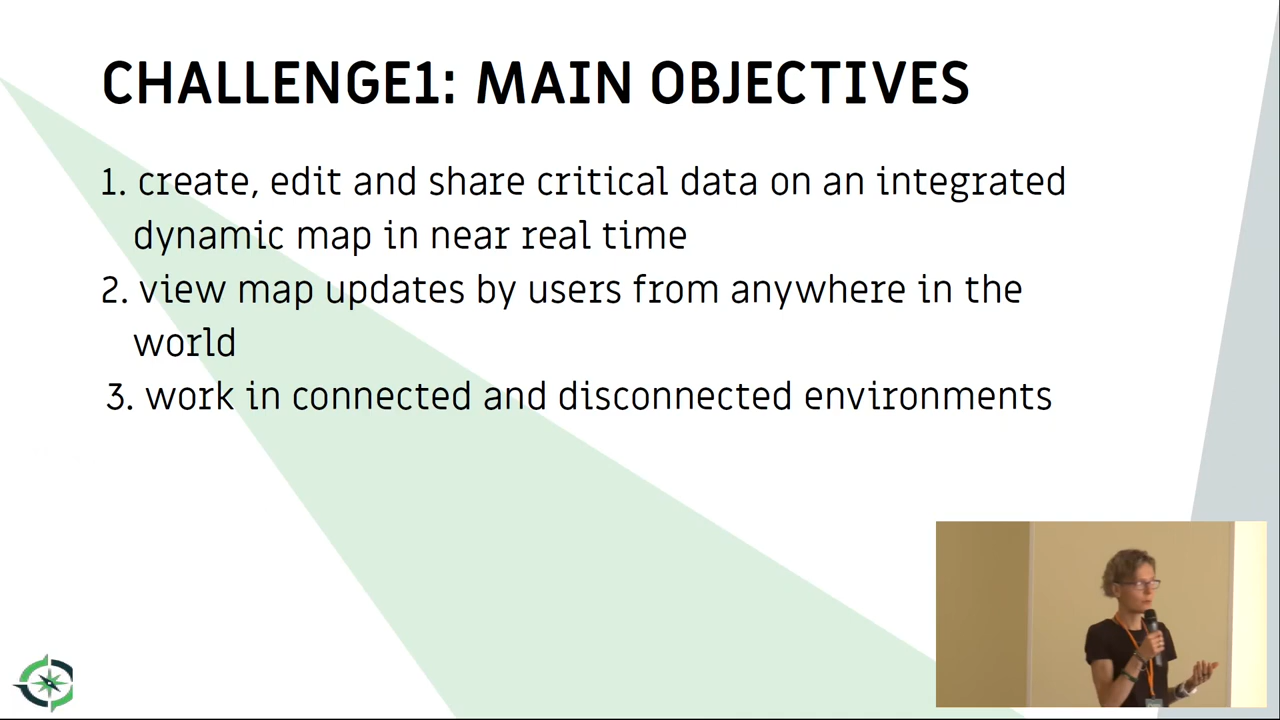 CHALLENGE1: MAIN OBJECTIVES
1. create, edit and share critical data on an integrated
dynamic map in near real time
2. view map updates by users from anywhere in the
world
3. work in connected and disconnected environments